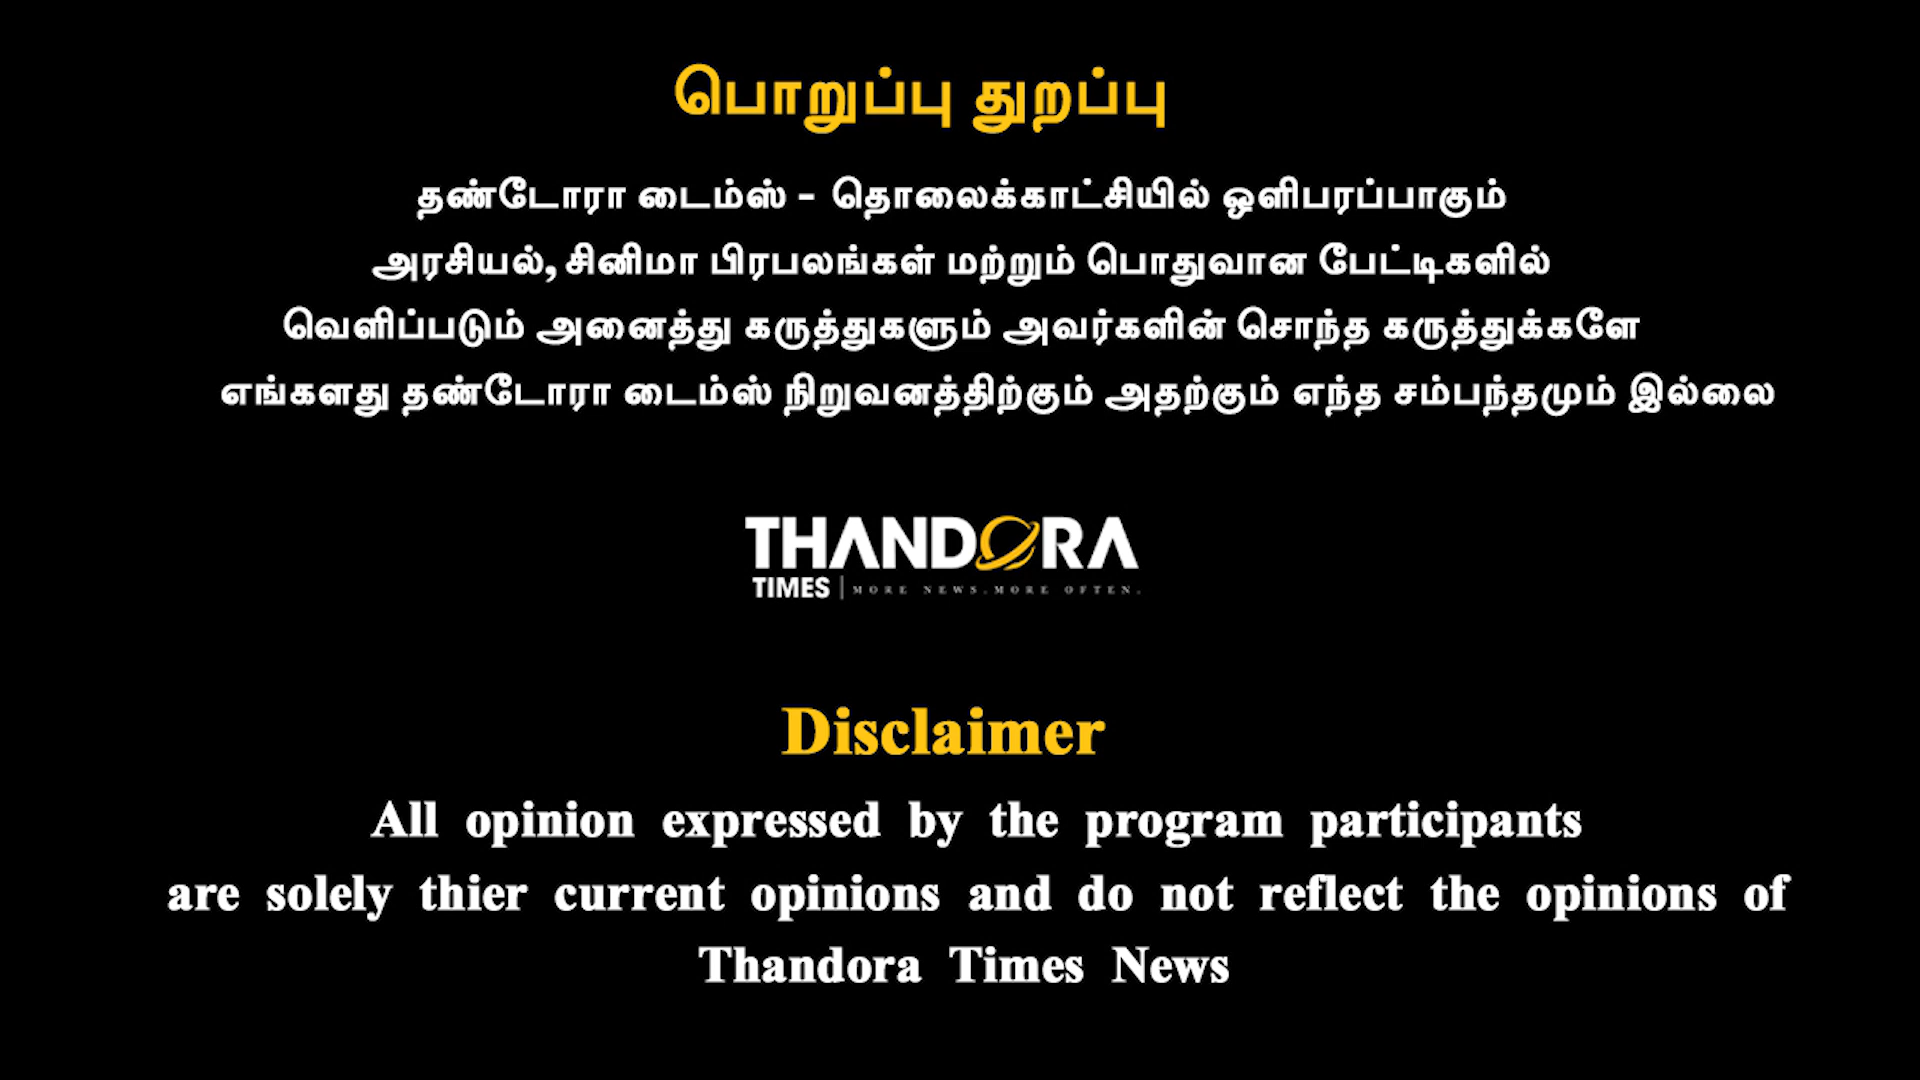 பொறுப்பு துறப்பு
தண்டோரா டைம்ஸ் - தொலைக்காட்சியில் ஒளிபரப்பாகும்
அரசியல், சினிமா பிரபலங்கள் மற்றும் பொதுவான பேட்டிகளில்
வெளிப்படும் அனைத்து கருத்துகளும் அவர்களின் சொந்த கருத்துக்களே
எங்களது தண்டோரா டைம்ஸ் நிறுவனத்திற்கும் அதற்கும் எந்த சம்பந்தமும் இல்லை
THANDORA
TIMES | MORE NEWS.MORE OFTEN.
Disclaimer
All opinion expressed by the program participants
are solely thier current opinions and do not reflect the opinions of
Thandora Times News